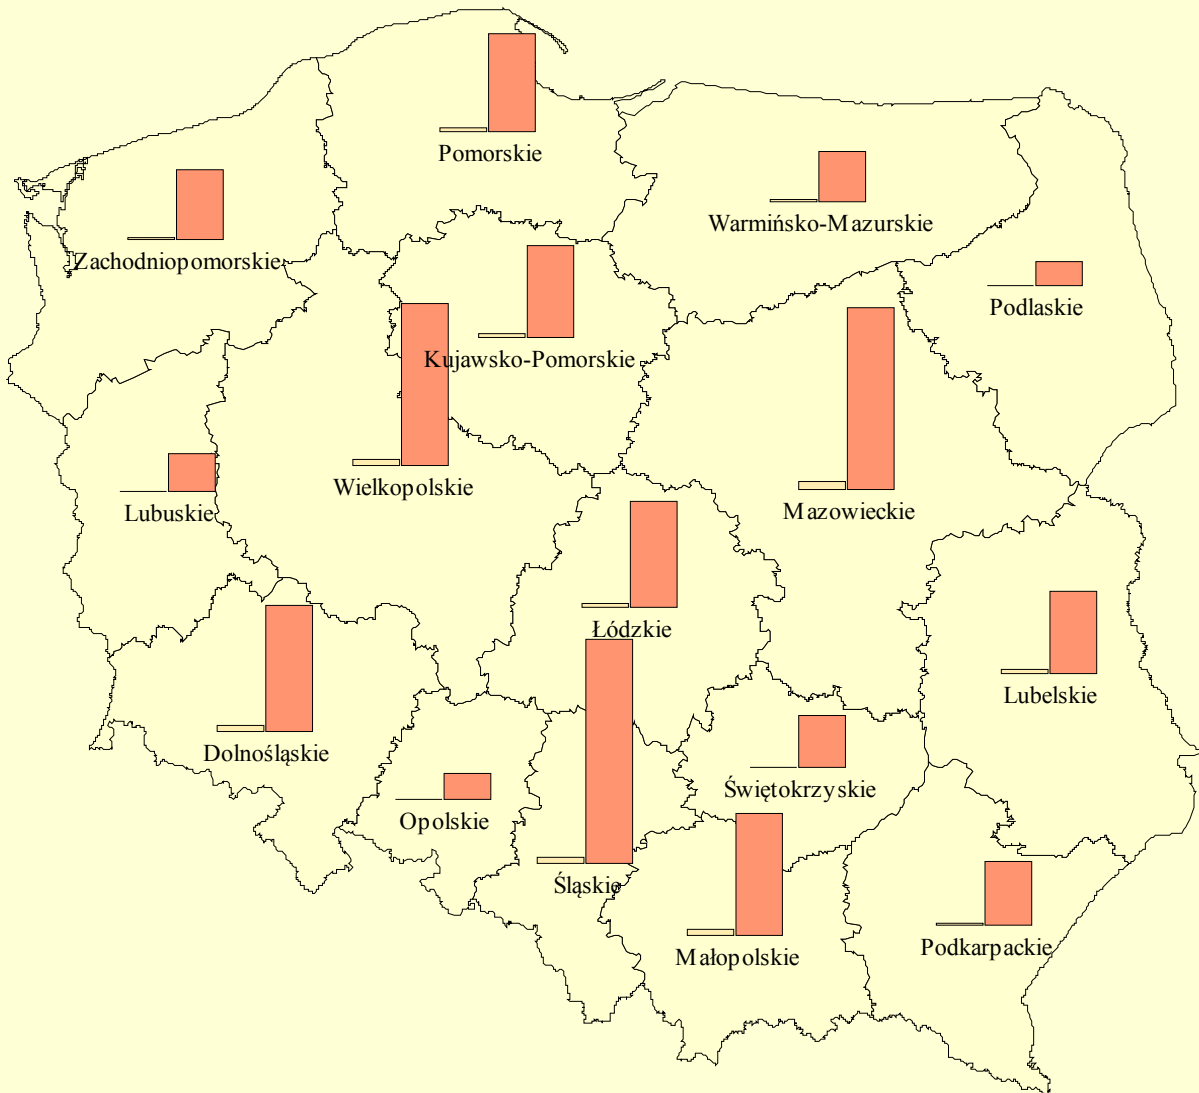 Pomorskie
Warmińsko-Mazurskie
Zachodniopomorskie
Podlaskie
Kujawsko-Pomorskie
Wielkopolskie
Mazowieckie
Lubuskie
Łódzkie
Lubelskie
Dolnośląskie
Świętokrzyskie
Opolskie
Śląskie
Podkarpackie
Małopolskie